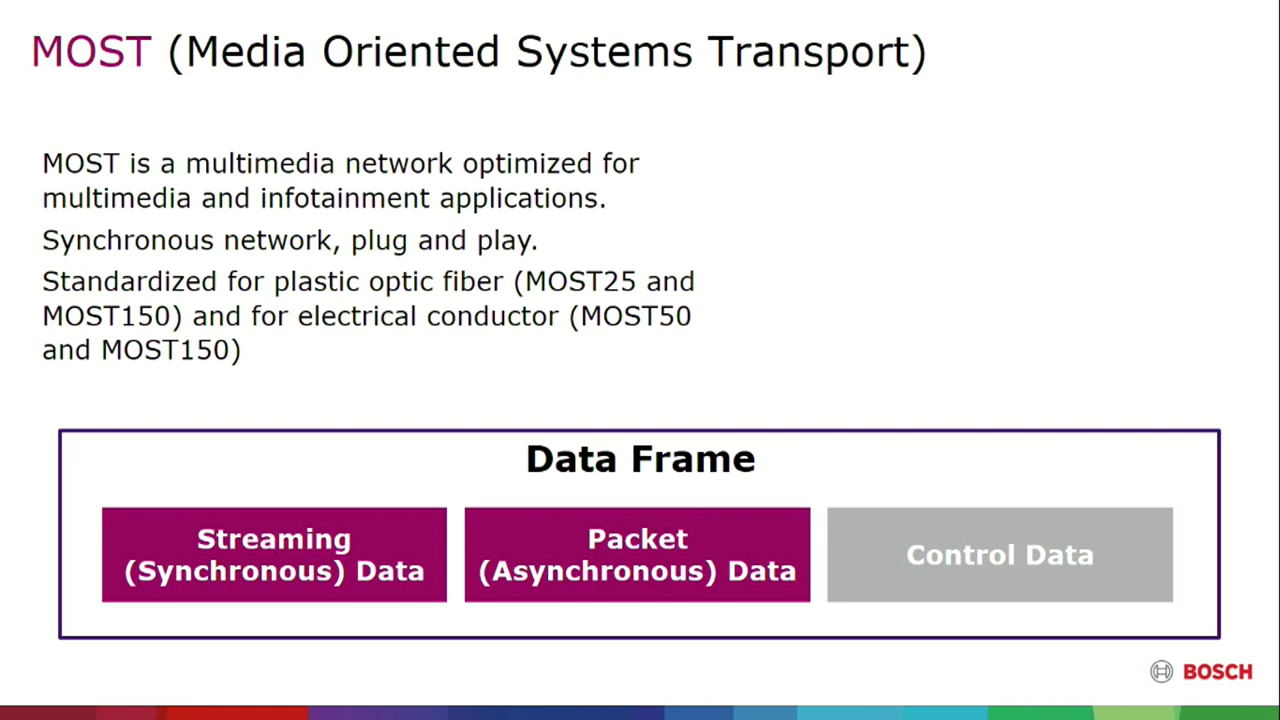 MOST (Media Oriented Systems Transport)
MOST is a multimedia network optimized for
multimedia and infotainment applications.
Synchronous network, plug and play.
Standardized for plastic optic fiber (MOST25 and
MOST150) and for electrical conductor (MOST50
and MOST150)
Data Frame
Streaming
(Synchronous) Data
Packet
(Asynchronous) Data
Control Data
BOSCH